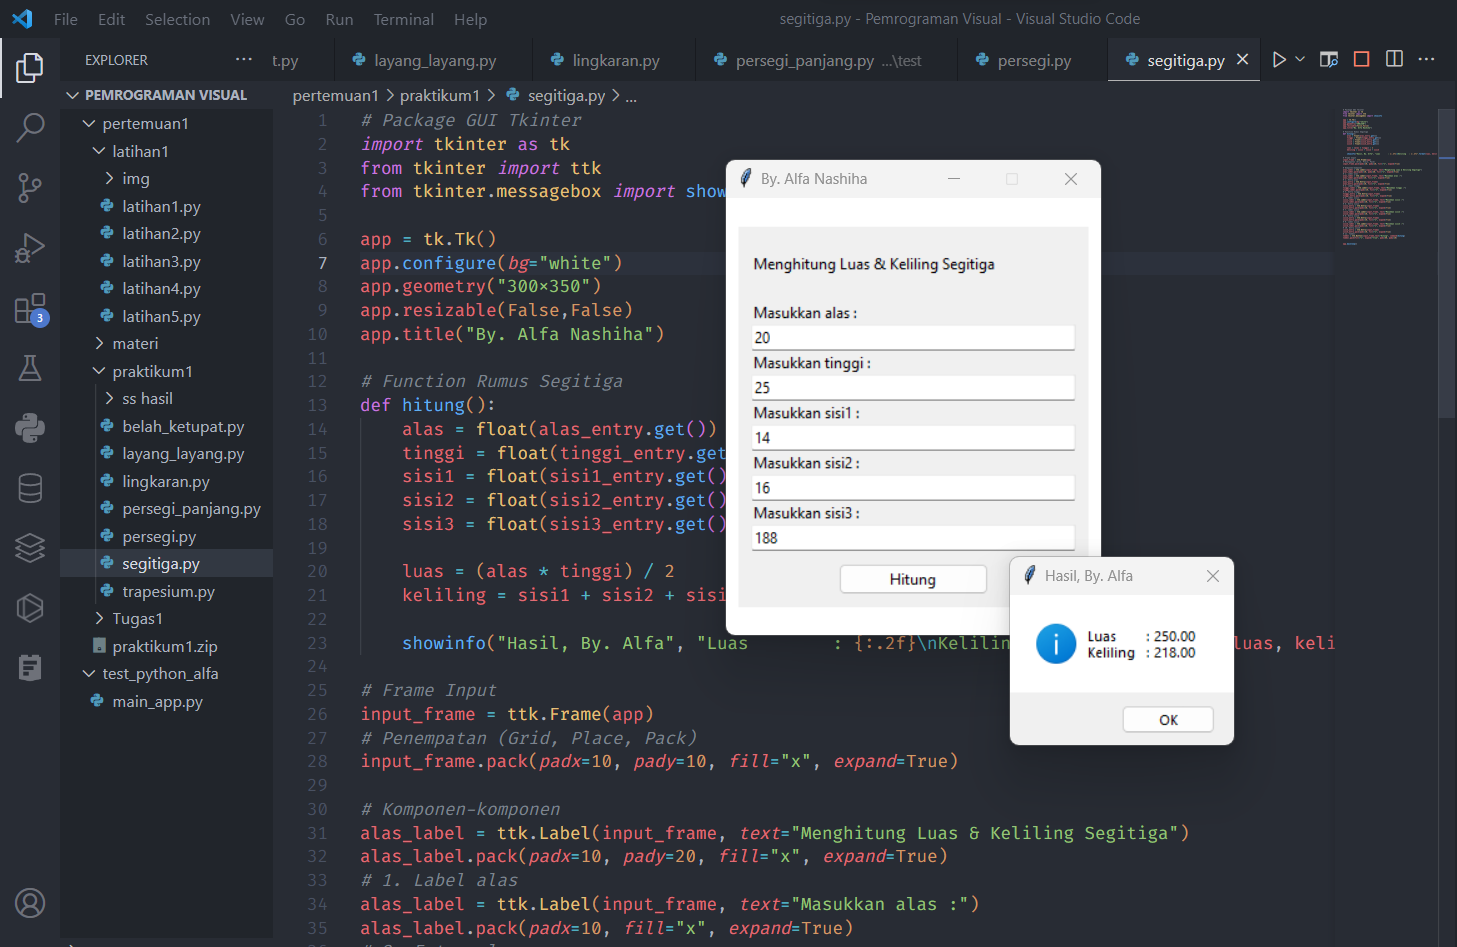 File Edit Selection View Go Run Terminal Help
segitiga.py - Pemrograman Visual - Visual Studio Code
EXPLORER
t.py
layang_layang.py
lingkaran.py
persegi_panjang.py ...\test
persegi.py
segitiga.py
PEMROGRAMAN VISUAL
pertemuan1
latihan1
img
latihan1.py
latihan2.py
latihan3.py
latihan4.py
latihan5.py
materi
praktikum1
ss hasil
belah_ketupat.py
layang_layang.py
lingkaran.py
persegi_panjang.py
persegi.py
segitiga.py
trapesium.py
Tugas1
praktikum1.zip
test_python_alfa
main_app.py
3
pertemuan1 > praktikum1 > segitiga.py > ...
1 # Package GUI Tkinter
2 import tkinter as tk
3 from tkinter import ttk
4 from tkinter.messagebox import show
5
6 app = tk.Tk()
7 app.configure(bg="white")
8 app.geometry("300×350")
9 app.resizable(False,False)
10 app.title("By. Alfa Nashiha")
11
12 # Function Rumus Segitiga
13 def hitung():
14 alas = float(alas_entry.get())
15 tinggi = float(tinggi_entry.get
16 sisi1 = float(sisi1_entry.get()
17 sisi2 = float(sisi2_entry.get()
18 sisi3 = float(sisi3_entry.get()
19
20 luas = (alas * tinggi) / 2
21 keliling = sisi1 + sisi2 + sisi
22
23 showinfo("Hasil, By. Alfa", "Luas : {:.2f}\nKelilin luas, keli
24
25 # Frame Input
26 input_frame = ttk.Frame(app)
27 # Penempatan (Grid, Place, Pack)
28 input_frame.pack(padx=10, pady=10, fill="x", expand=True)
29
30 # Komponen-komponen
31 alas_label = ttk.Label(input_frame, text="Menghitung Luas & Keliling Segitiga")
32 alas_label.pack(padx=10, pady=20, fill="x", expand=True)
33 # 1. Label alas
34 alas_label = ttk.Label(input_frame, text="Masukkan alas :")
35 alas_label.pack(padx=10, fill="x", expand=True)
By. Alfa Nashiha
Menghitung Luas & Keliling Segitiga
Masukkan alas :
20
Masukkan tinggi :
25
Masukkan sisi1 :
14
Masukkan sisi2 :
16
Masukkan sisi3 :
188
Hitung
Hasil, By. Alfa
Luas : 250.00
Keliling : 218.00
OK